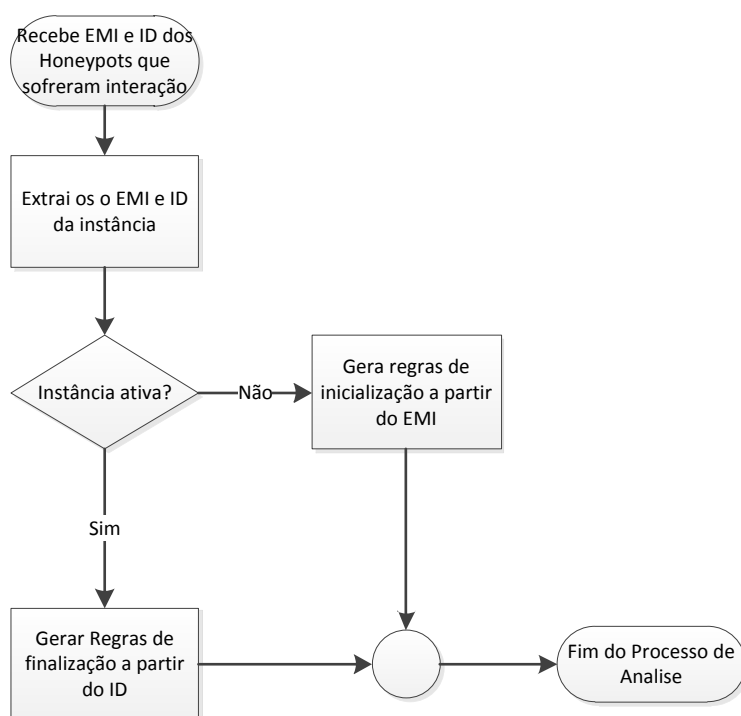 Recebe EMI e ID dos
Honeypots que
sofreram interação
Extrai os o EMI e ID
da instância
Instância ativa?
Não
Gera regras de
inicialização a partir
do EMI
Sim
Gerar Regras de
finalização a partir
do ID
Fim do Processo de
Analise